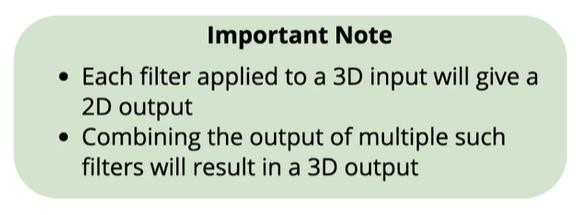 Important Note
• Each filter applied to a 3D input will give a
2D output
• Combining the output of multiple such
filters will result in a 3D output